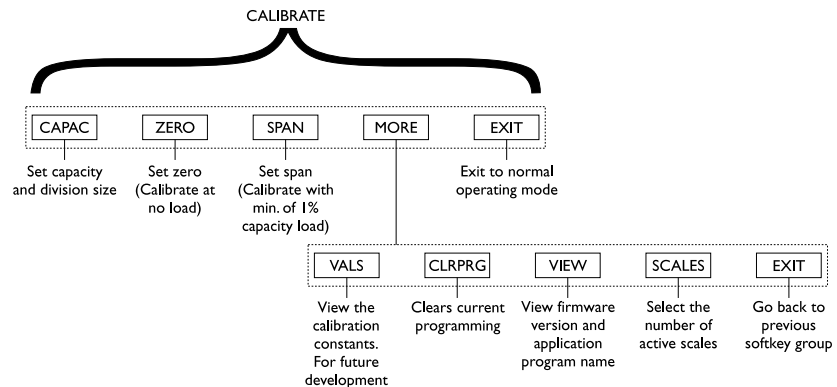 CALIBRATE
CAPAC
ZERO
SPAN
MORE
EXIT
Set capacity
and division size
Set zero
(Calibrate at
no load)
Set span
(Calibrate with
min. of 1%
capacity load)
Exit to normal
operating mode
VALS
CLRPRG
VIEW
SCALES
EXIT
View the
calibration
constants.
For future
development
Clears current
programming
View firmware
version and
application
program name
Select the
number of
active scales
Go back to
previous
softkey group